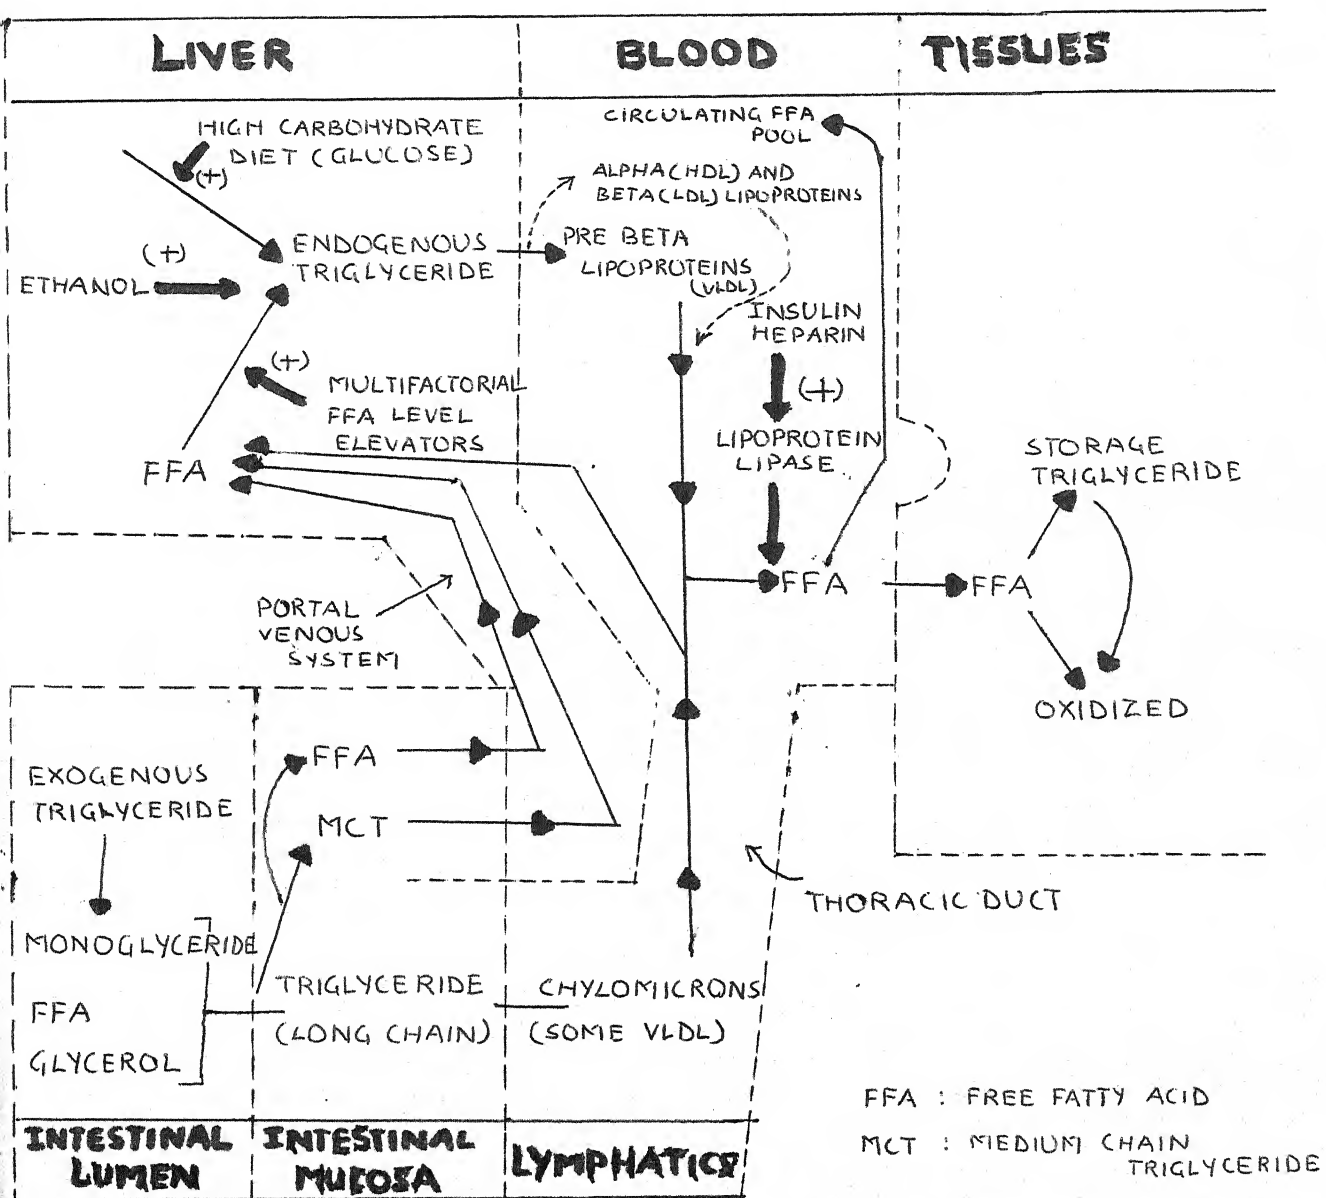 LIVER
BLOOD
TISSUES
HIGH CARBOHYDRATE
DIET (GLUCOSE)
(+)
CIRCULATING FFA
POOL
ALPHA(HDL) AND
BETA(LDL) LIPOPROTEINS
ENDOGENOUS
TRIGLYCERIDE
PRE BETA
LIPOPROTEINS
(VLDL)
(+)
ETHANOL
INSULIN
HEPARIN
(+)
(+)
MULTIFACTORIAL
FFA LEVEL
ELEVATORS
LIPOPROTEIN
LIPASE
STORAGE
TRIGLYCERIDE
FFA
FFA
FFA
PORTAL
VENOUS
SYSTEM
OXIDIZED
EXOGENOUS
TRIGLYCERIDE
FFA
MCT
THORACIC DUCT
MONOGLYCERIDE
FFA
GLYCEROL
TRIGLYCERIDE
(LONG CHAIN)
CHYLOMICRONS
(SOME VLDL)
FFA : FREE FATTY ACID
MCT : MEDIUM CHAIN
TRIGLYCERIDE
INTESTINAL
LUMEN
INTESTINAL
MUCOSA
LYMPHATICS